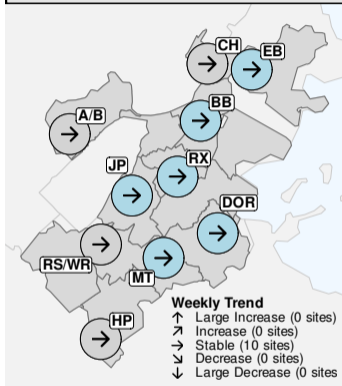 CH
EB
BB
A/B
RX
JP
DOR
RS/WR
MT
HP
Weekly Trend
↑ Large Increase (0 sites)
↗ Increase (0 sites)
→ Stable (10 sites)
↘ Decrease (0 sites)
↓ Large Decrease (0 sites